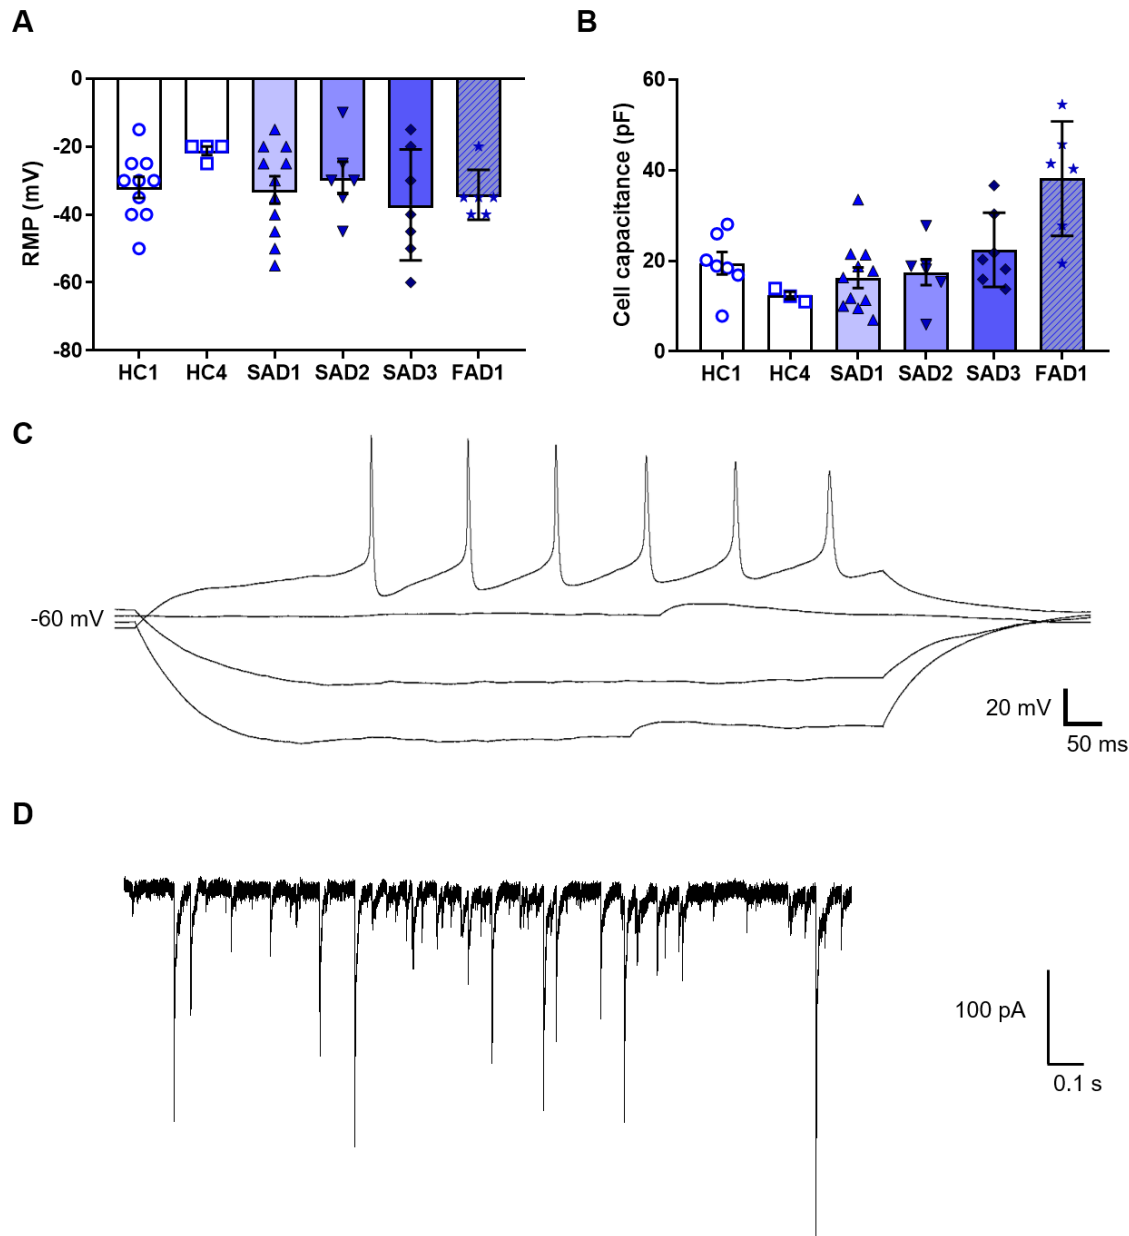 A
RMP (mV)
0
-20
-40
-60
-80
HC1 HC4 SAD1 SAD2 SAD3 FAD1
B
Cell capacitance (pF)
60
40
20
0
HC1 HC4 SAD1 SAD2 SAD3 FAD1
C
-60 mV
20 mV
50 ms
D
100 pA
0.1 s